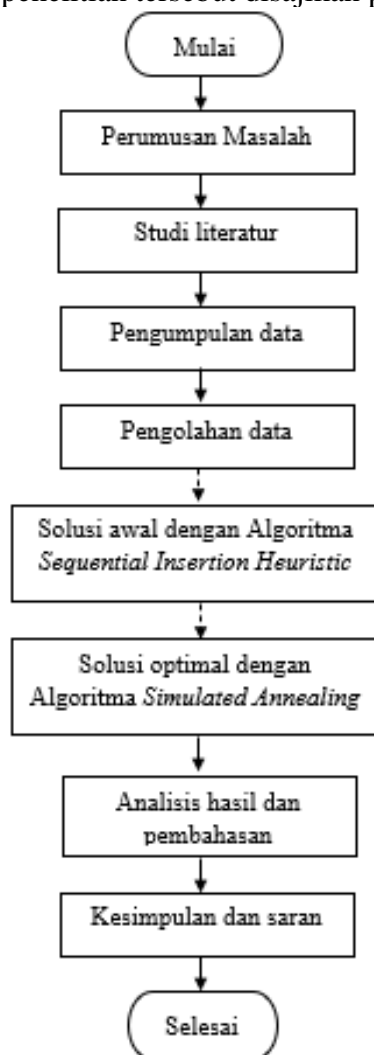 penelitian tersebut disajikan p
Mulai
Perumusan Masalah
Studi literatur
Pengumpulan data
Pengolahan data
Solusi awal dengan Algoritma
Sequential Insertion Heuristic
Solusi optimal dengan
Algoritma Simulated Annealing
Analisis hasil dan
pembahasan
Kesimpulan dan saran
Selesai